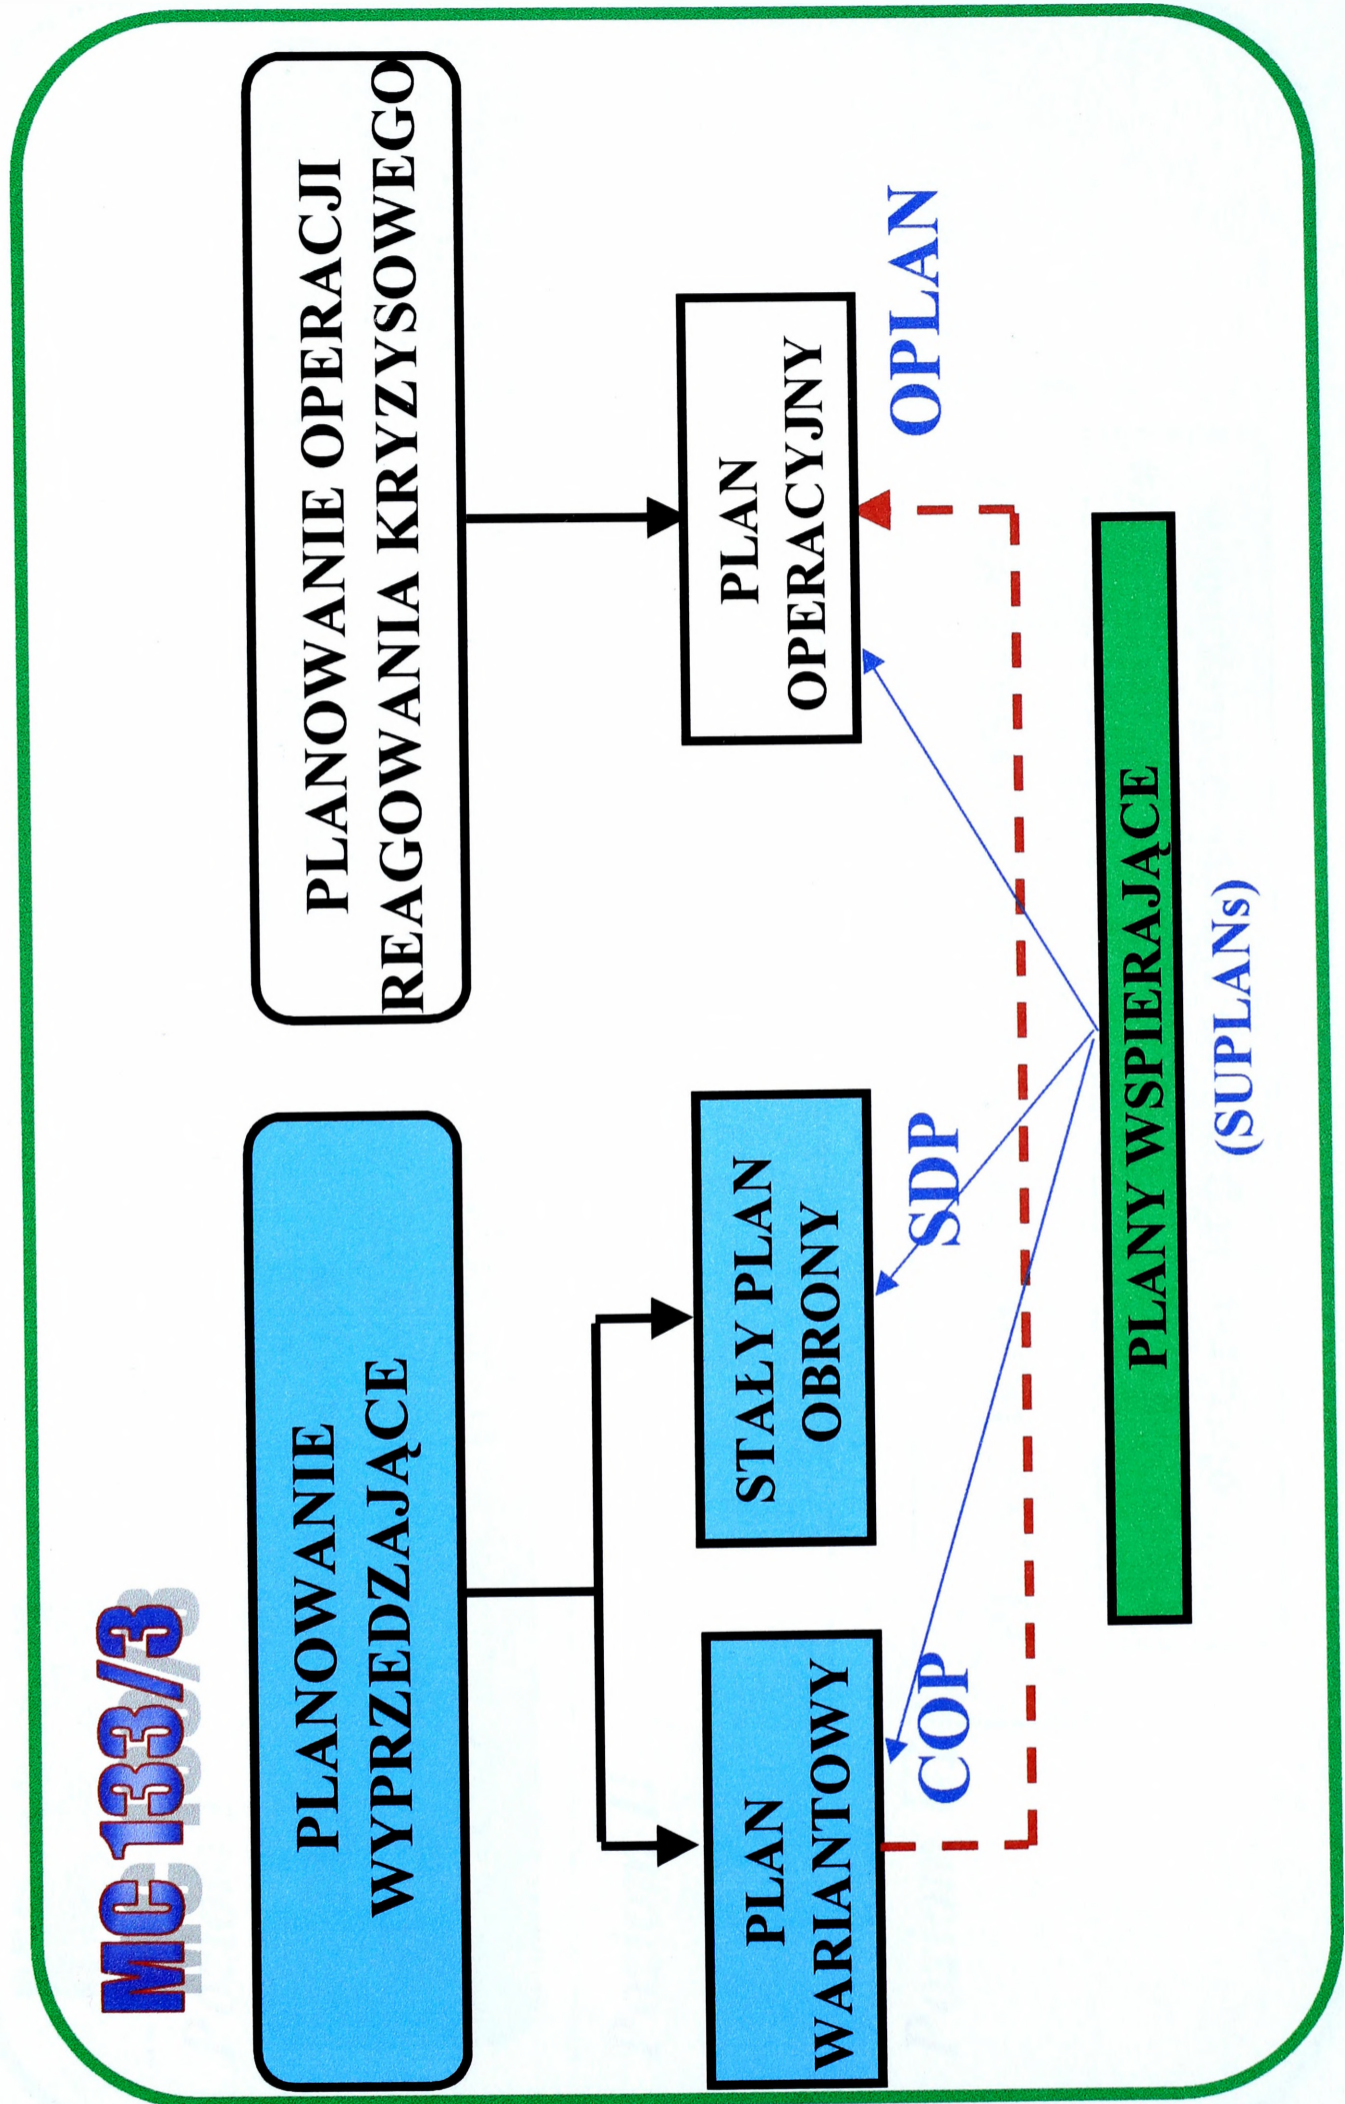 MC 133/3
PLANOWANIE
WYPRZEDZAJĄCE
PLANOWANIE OPERACJI
REAGOWANIA KRYZYSOWEGO
PLAN
WARIANTOWY
STAŁY PLAN
OBRONY
PLAN
OPERACYJNY
COP
SDP
OPLAN
PLANY WSPIERAJĄCE
(SUPLANs)